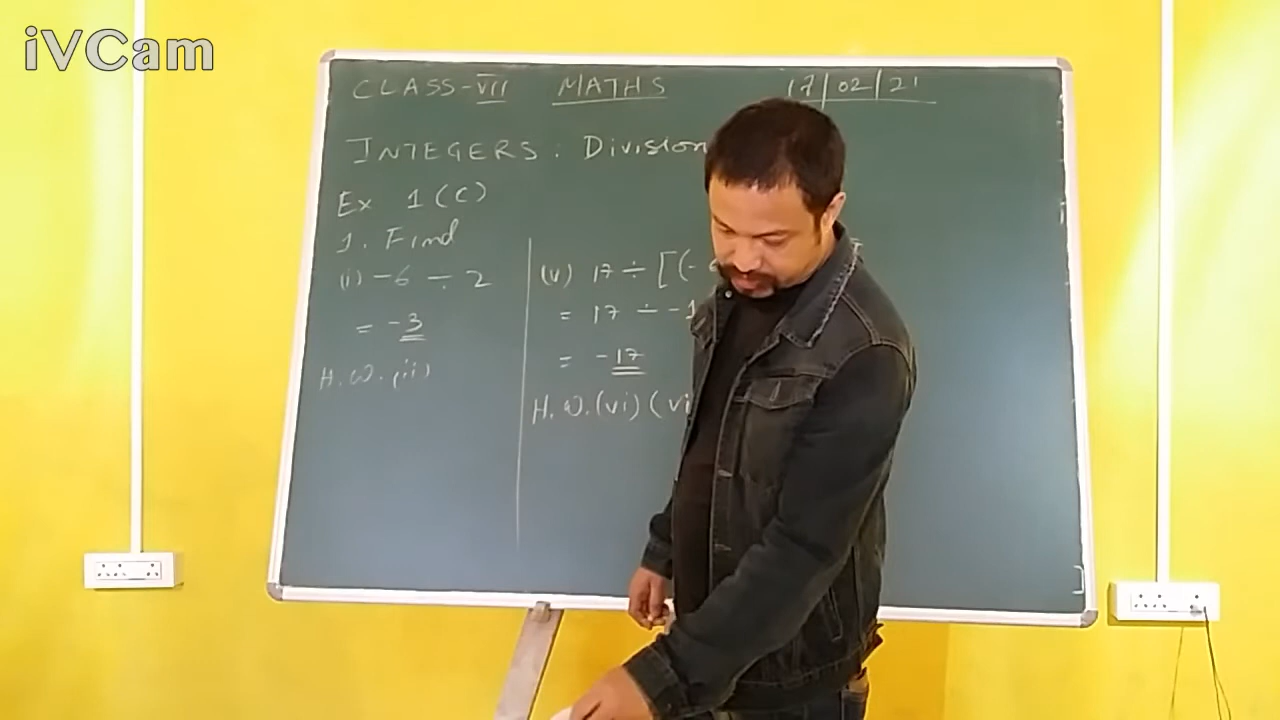 iVCam
CLASS-VII MATHS 17/02/21
INTEGERS : Division
Ex 1(C)
1. Find
(i) -6 ÷ 2
= -3
H.W. (ii)
(v) 17 ÷ [(-
= 17 ÷ -1
= -17
H.W. (vi) (vi